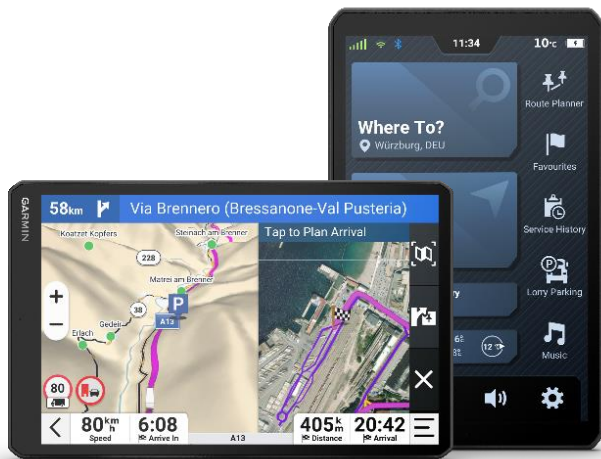 11:34
10°C
Where To?
Würzburg, DEU
Route Planner
Favourites
Service History
Lorry Parking
Music
12
GARMIN
58km
Via Brennero (Bressanone-Val Pusteria)
Koatzet Kopfers
Steinach am Brenner
228
Matrei am Brenner
P
38
A13
Gedeir
Erlach
80
Tap to Plan Arrival
80 km/h
Speed
6:08
Arrive In
A13
405 km
Distance
20:42
Arrival